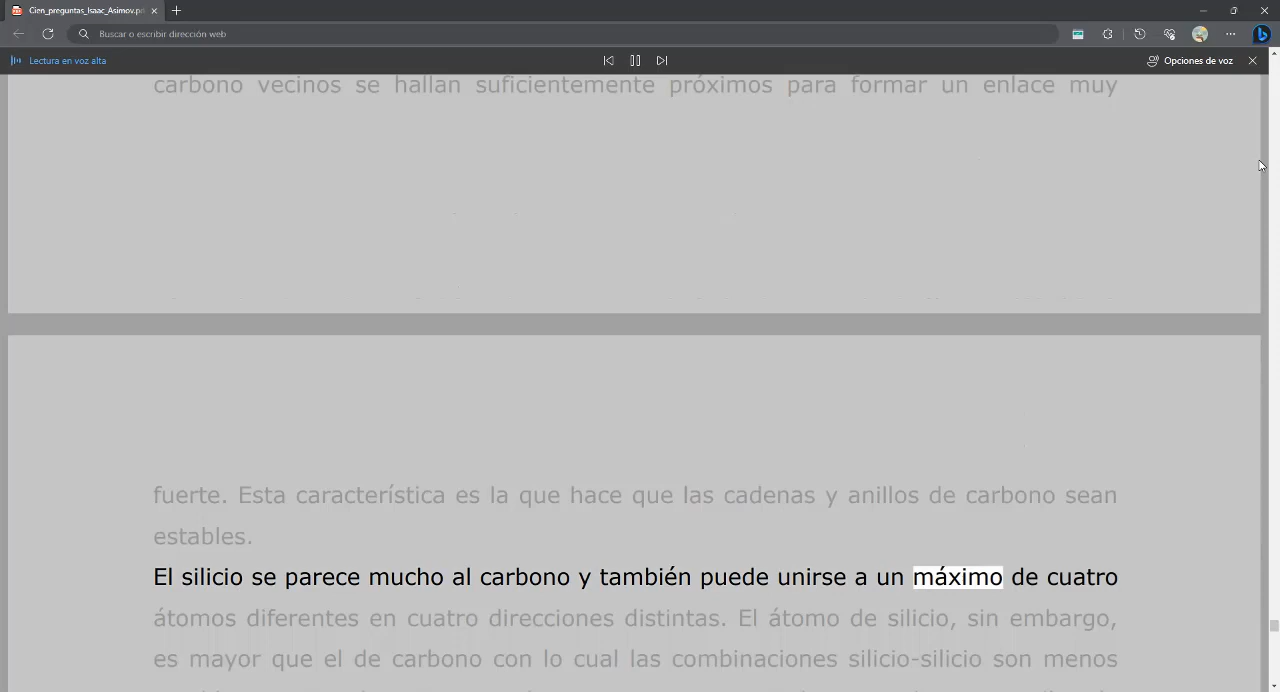 Cien_preguntas_Isaac_Asimov.pd
Buscar o escribir dirección web
Lectura en voz alta
Opciones de voz
carbono vecinos se hallan suficientemente próximos para formar un enlace muy
fuerte. Esta característica es la que hace que las cadenas y anillos de carbono sean
estables.
El silicio se parece mucho al carbono y también puede unirse a un máximo de cuatro
átomos diferentes en cuatro direcciones distintas. El átomo de silicio, sin embargo,
es mayor que el de carbono con lo cual las combinaciones silicio-silicio son menos